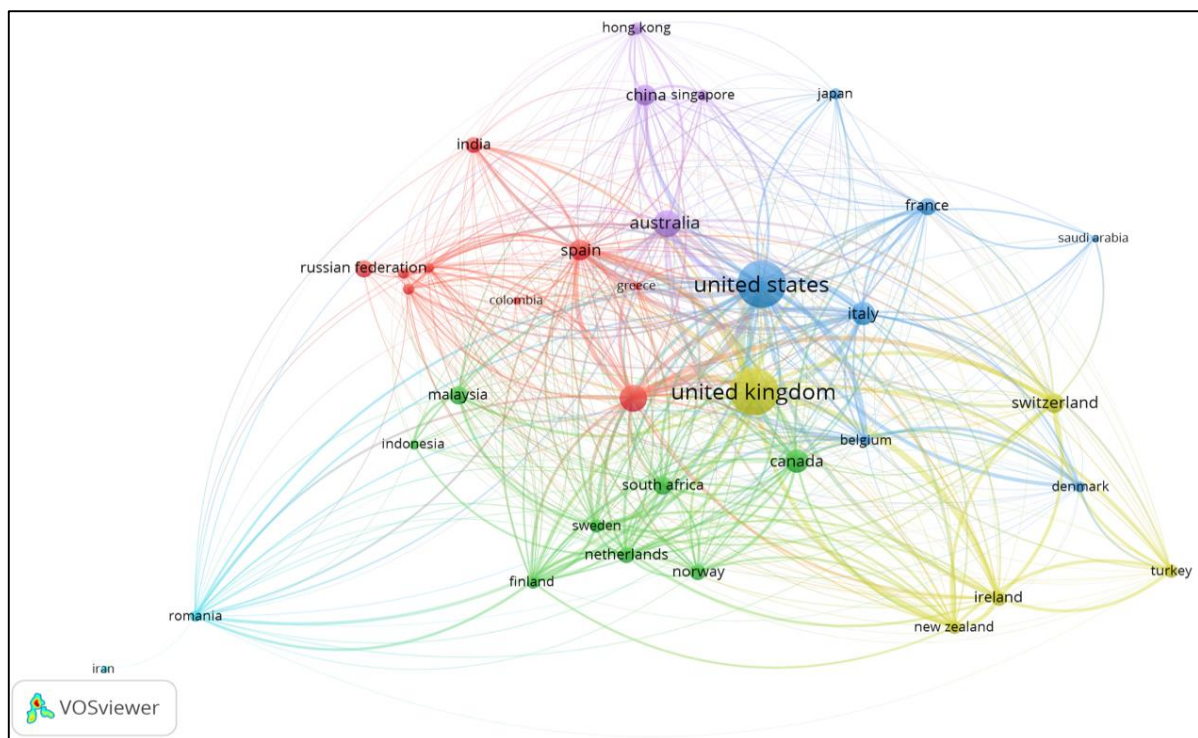 hong kong
china
singapore
japan
india
france
australia
saudi arabia
spain
russian federation
united states
greece
colombia
italy
united kingdom
malaysia
switzerland
indonesia
belgium
canada
south africa
denmark
sweden
netherlands
norway
turkey
finland
ireland
romania
new zealand
iran
VOSviewer